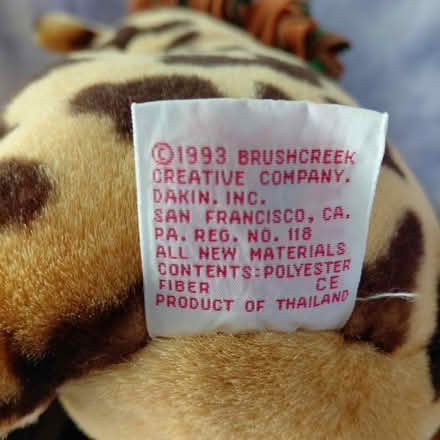 ©1993 BRUSHCREEK
CREATIVE COMPANY.
DAKIN. INC.
SAN FRANCISCO, CA.
PA. REG. NO. 118
ALL NEW MATERIALS
CONTENTS: POLYESTER
FIBER CE
PRODUCT OF THAILAND